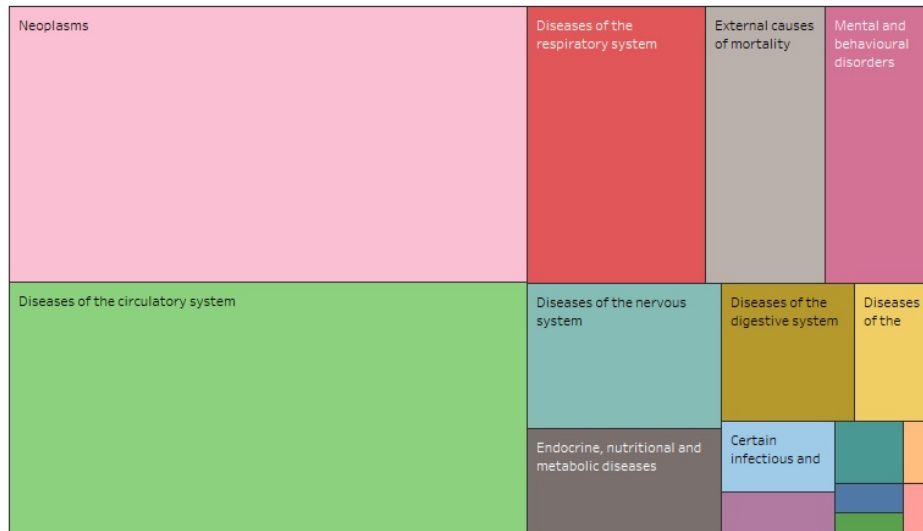 Neoplasms
Diseases of the
respiratory system
External causes
of mortality
Mental and
behavioural
disorders
Diseases of the circulatory system
Diseases of the nervous
system
Diseases of the
digestive system
Diseases
of the
Endocrine, nutritional and
metabolic diseases
Certain
infectious and